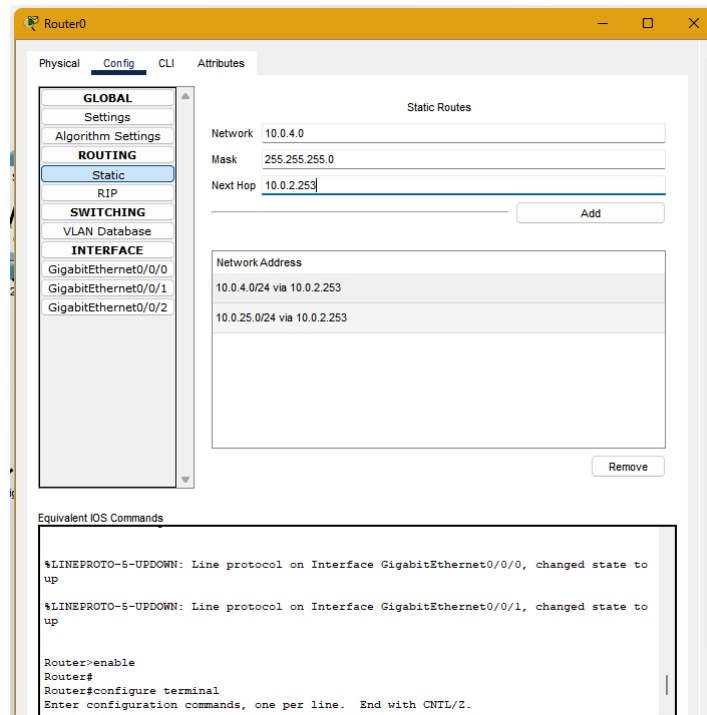 Router0
Physical Config CLI Attributes
GLOBAL
Settings
Algorithm Settings
ROUTING
Static
RIP
SWITCHING
VLAN Database
INTERFACE
GigabitEthernet0/0/0
GigabitEthernet0/0/1
GigabitEthernet0/0/2
Static Routes
Network 10.0.4.0
Mask 255.255.255.0
Next Hop 10.0.2.253
Add
Network Address
10.0.4.0/24 via 10.0.2.253
10.0.25.0/24 via 10.0.2.253
Remove
Equivalent IOS Commands
%LINEPROTO-5-UPDOWN: Line protocol on Interface GigabitEthernet0/0/0, changed state to
up
%LINEPROTO-5-UPDOWN: Line protocol on Interface GigabitEthernet0/0/1, changed state to
up
Router>enable
Router#
Router#configure terminal
Enter configuration commands, one per line. End with CNTL/Z.